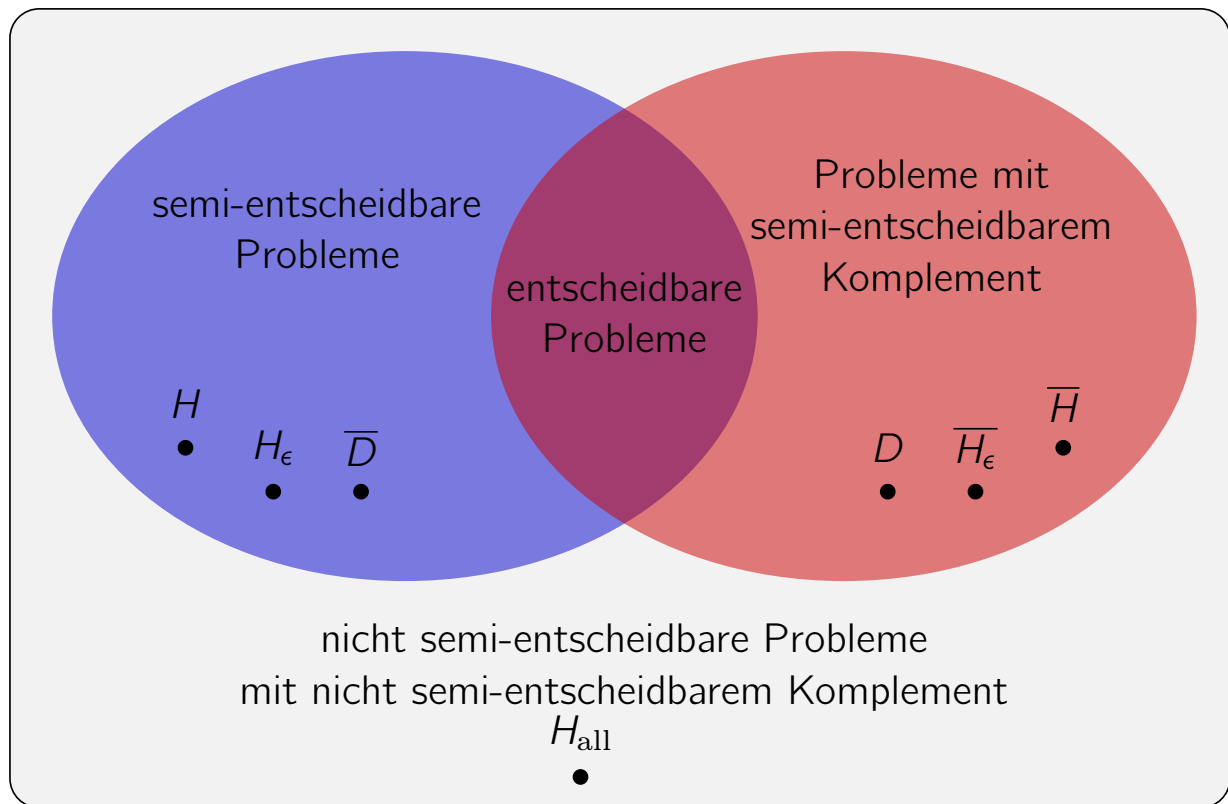 semi-entscheidbare
Probleme
entscheidbare
Probleme
Probleme mit
semi-entscheidbarem
Komplement
H
H_ϵ
D̅
D
H̅_̅ϵ̅
H̅
nicht semi-entscheidbare Probleme
mit nicht semi-entscheidbarem Komplement
H_all